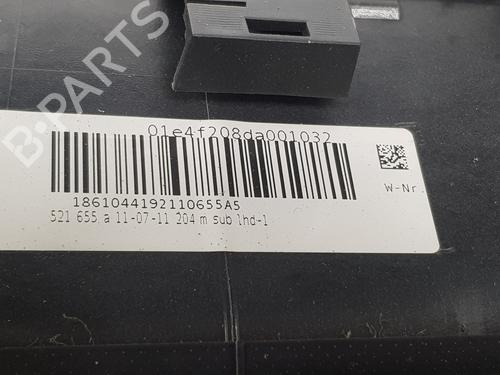 B-PARTS
01e4f208da001032
W-Nr
1861044192110655A5
521 655 a 11-07-11 204 m sub lhd-1